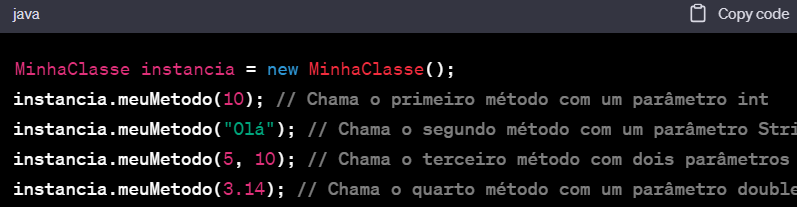 java Copy code
MinhaClasse instancia = new MinhaClasse();
instancia.meuMetodo(10); // Chama o primeiro método com um parâmetro int
instancia.meuMetodo("Olá"); // Chama o segundo método com um parâmetro Stri
instancia.meuMetodo(5, 10); // Chama o terceiro método com dois parâmetros
instancia.meuMetodo(3.14); // Chama o quarto método com um parâmetro double